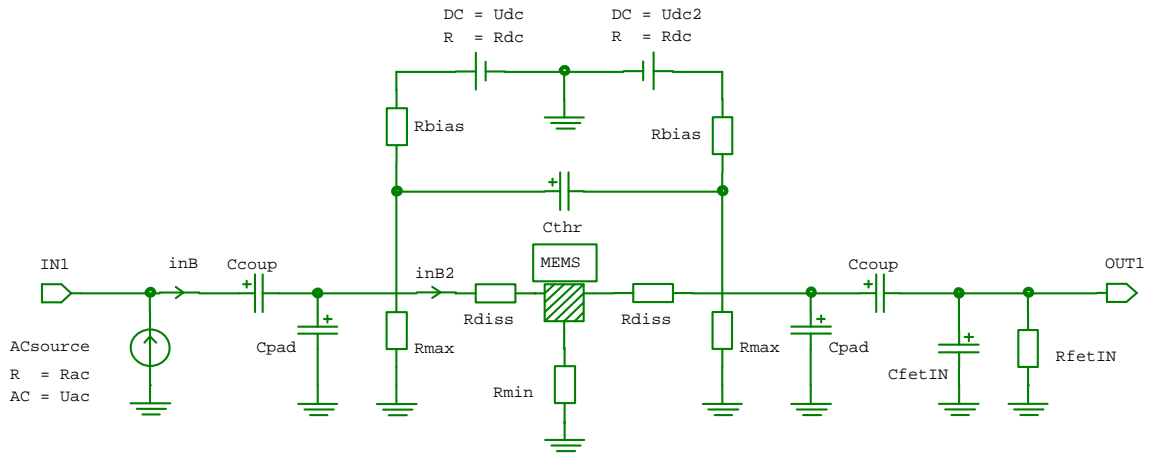 DC = Udc
R  = Rdc
DC = Udc2
R  = Rdc
Rbias
Rbias
+
Cthr
MEMS
IN1
inB
Ccoup
+
inB2
Ccoup
+
OUT1
Rdiss
Rdiss
ACsource
R  = Rac
AC = Uac
+
Cpad
Rmax
Rmin
Rmax
+
Cpad
+
CfetIN
RfetIN